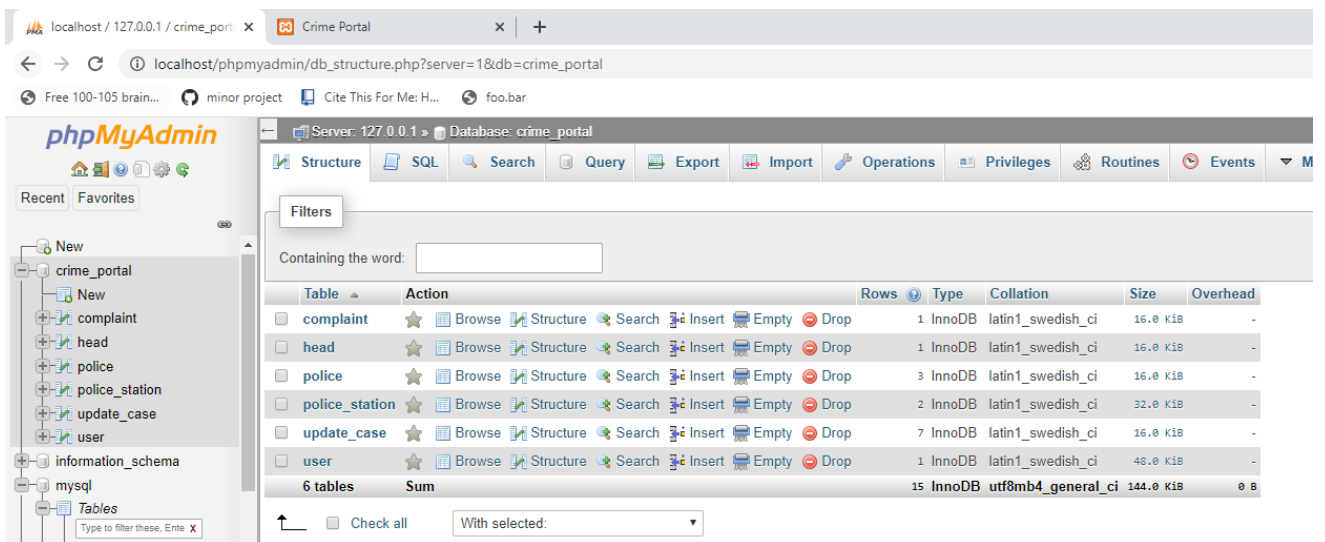 localhost / 127.0.0.1 / crime_port x Crime Portal x +
localhost/phpmyadmin/db_structure.php?server=1&db=crime_portal
Free 100-105 brain... minor project Cite This For Me: H... foo.bar
phpMyAdmin
Recent Favorites
New
crime_portal
New
complaint
head
police
police_station
update_case
user
information_schema
mysql
Tables
Type to filter these, Ente X
Server: 127.0.0.1 » Database: crime_portal
Structure SQL Search Query Export Import Operations Privileges Routines Events M
Filters
Containing the word:
Table Action Rows Type Collation Size Overhead
complaint Browse Structure Search Insert Empty Drop 1 InnoDB latin1_swedish_ci 16.0 KiB -
head Browse Structure Search Insert Empty Drop 1 InnoDB latin1_swedish_ci 16.0 KiB -
police Browse Structure Search Insert Empty Drop 3 InnoDB latin1_swedish_ci 16.0 KiB -
police_station Browse Structure Search Insert Empty Drop 2 InnoDB latin1_swedish_ci 32.0 KiB -
update_case Browse Structure Search Insert Empty Drop 7 InnoDB latin1_swedish_ci 16.0 KiB -
user Browse Structure Search Insert Empty Drop 1 InnoDB latin1_swedish_ci 48.0 KiB -
6 tables Sum 15 InnoDB utf8mb4_general_ci 144.0 KiB 0 B
Check all With selected: